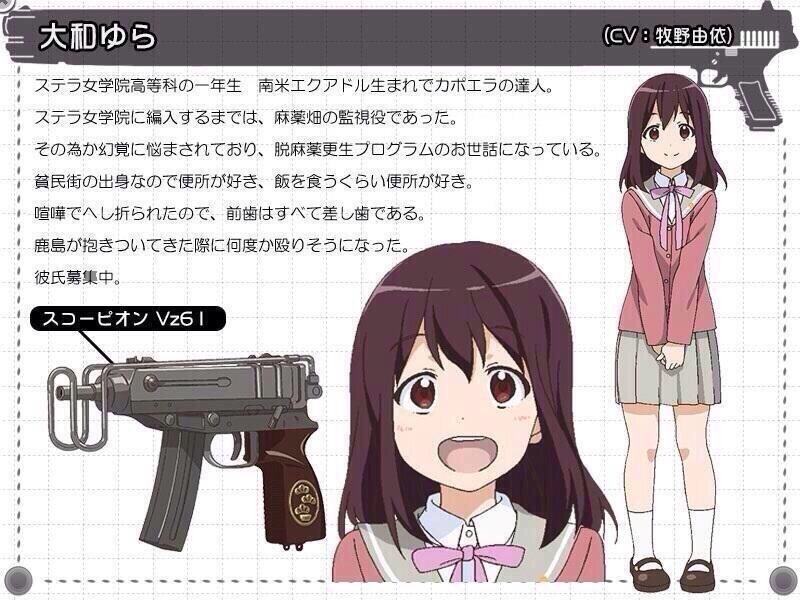 大和ゆら
(CV：牧野由依)
ステラ女学院高等科の一年生　南米エクアドル生まれでカポエラの達人。
ステラ女学院に編入するまでは、麻薬畑の監視役であった。
その為か幻覚に悩まされており、脱麻薬更生プログラムのお世話になっている。
貧民街の出身なので便所が好き、飯を食うくらい便所が好き。
喧嘩でへし折られたので、前歯はすべて差し歯である。
鹿島が抱きついてきた際に何度か殴りそうになった。
彼氏募集中。
スコーピオン Vz61